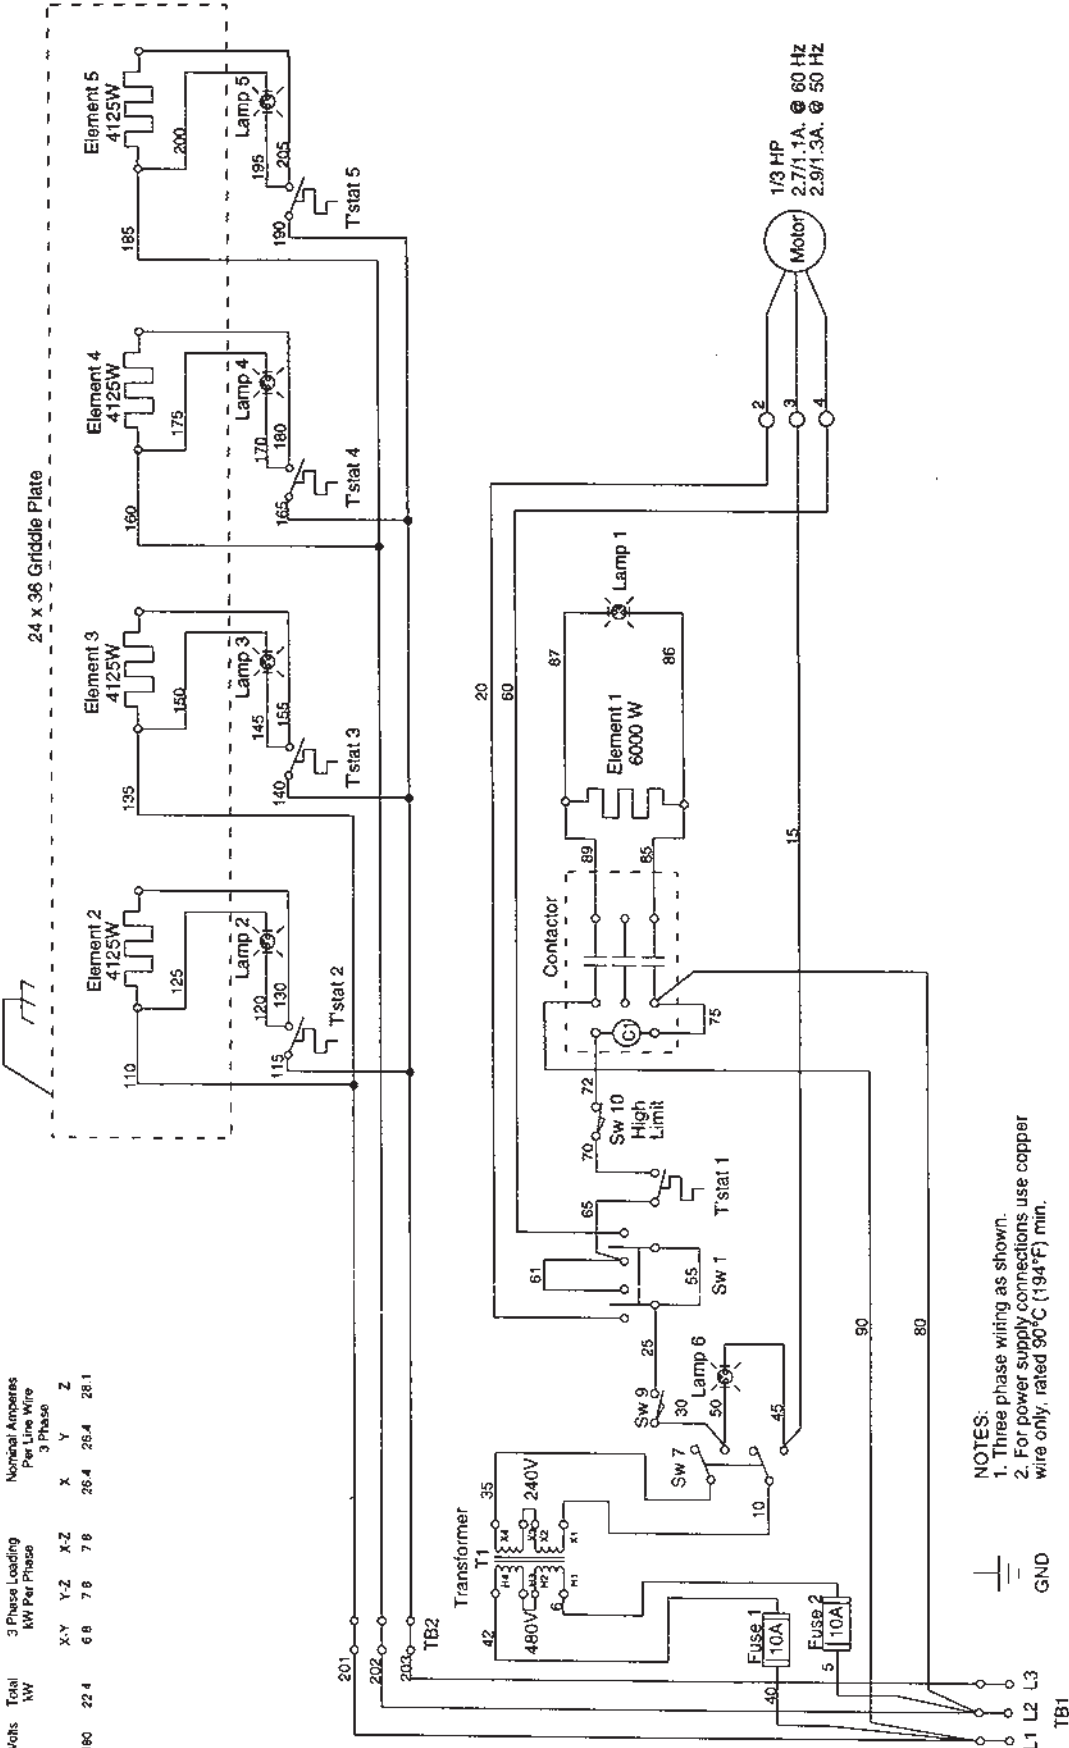 24 x 36 Griddle Plate
Element 2
4125W
Element 3
4125W
Element 4
4125W
Element 5
4125W
110
125
135
150
160
175
185
200
Lamp 2
Lamp 3
Lamp 4
Lamp 5
120
130
145
155
170
180
195
205
115
140
165
190
T'stat 2
T'stat 3
T'stat 4
T'stat 5
Volts
Total
kW
3 Phase Loading
kW Per Phase
Nominal Amperes
Per Line Wire
3 Phase
X-Y
Y-Z
X-Z
X
Y
Z
22.4
6.8
7.8
7.8
26.4
26.4
28.1
201
202
203
TB2
Transformer
T1
42
35
480V
240V
H4
H3
H2
H1
X4
X3
X2
X1
6
Fuse 1
10A
Fuse 2
10A
40
5
10
Sw 7
Sw 9
30
50
45
Lamp 6
25
61
55
Sw 1
65
T'stat 1
70
72
Sw 10
High
Limit
Contactor
C1
75
89
85
Element 1
6000 W
87
86
Lamp 1
20
60
15
90
80
2
3
4
Motor
1/3 HP
2.7/1.1A. @ 60 Hz
2.9/1.3A. @ 50 Hz
L1
L2
L3
TB1
GND
NOTES:
1. Three phase wiring as shown.
2. For power supply connections use copper
wire only, rated 90°C (194°F) min.